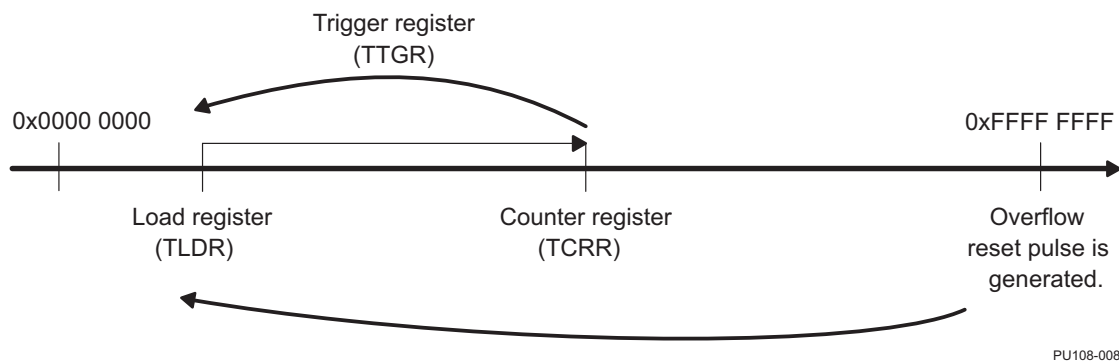 Trigger register
(TTGR)
0x0000 0000
0xFFFF FFFF
Load register
(TLDR)
Counter register
(TCRR)
Overflow
reset pulse is
generated.
PU108-008